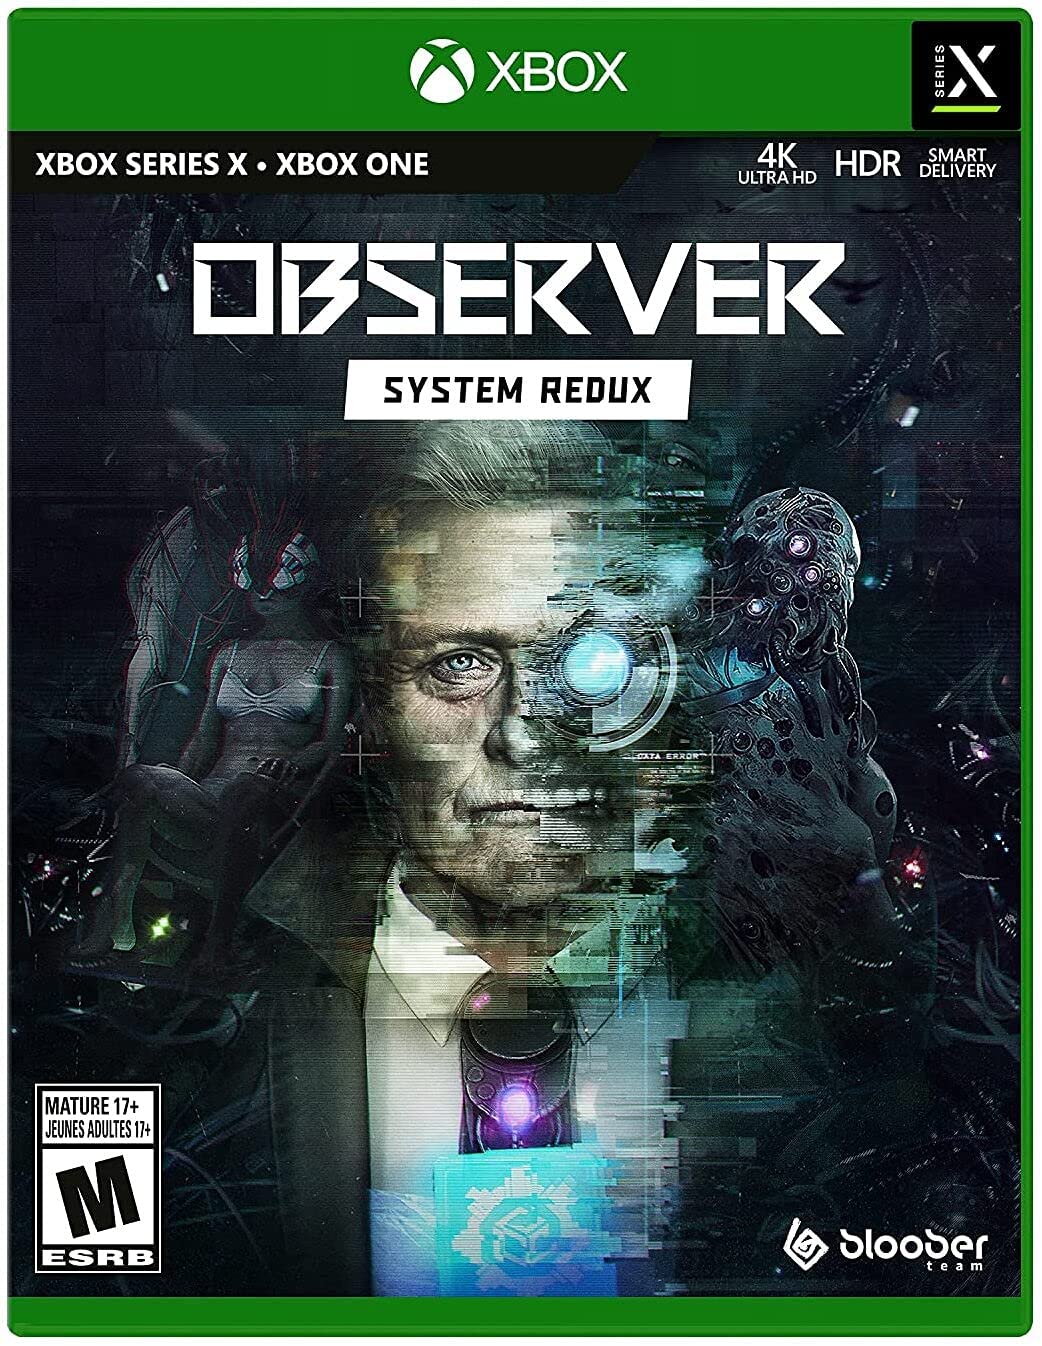 XBOX
SERIES X
XBOX SERIES X • XBOX ONE
4K
ULTRA HD
HDR
SMART
DELIVERY
OBSERVER
SYSTEM REDUX
DATA ERROR
MATURE 17+
JEUNES ADULTES 17+
M
ESRB
bloober
team